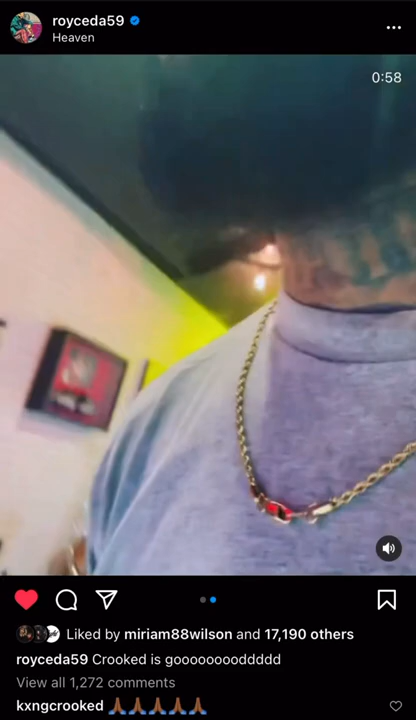 royceda59
Heaven
0:58
Liked by miriam88wilson and 17,190 others
royceda59 Crooked is goooooooodddddd
View all 1,272 comments
kxngcrooked 🙏🏾🙏🏾🙏🏾🙏🏾🙏🏾